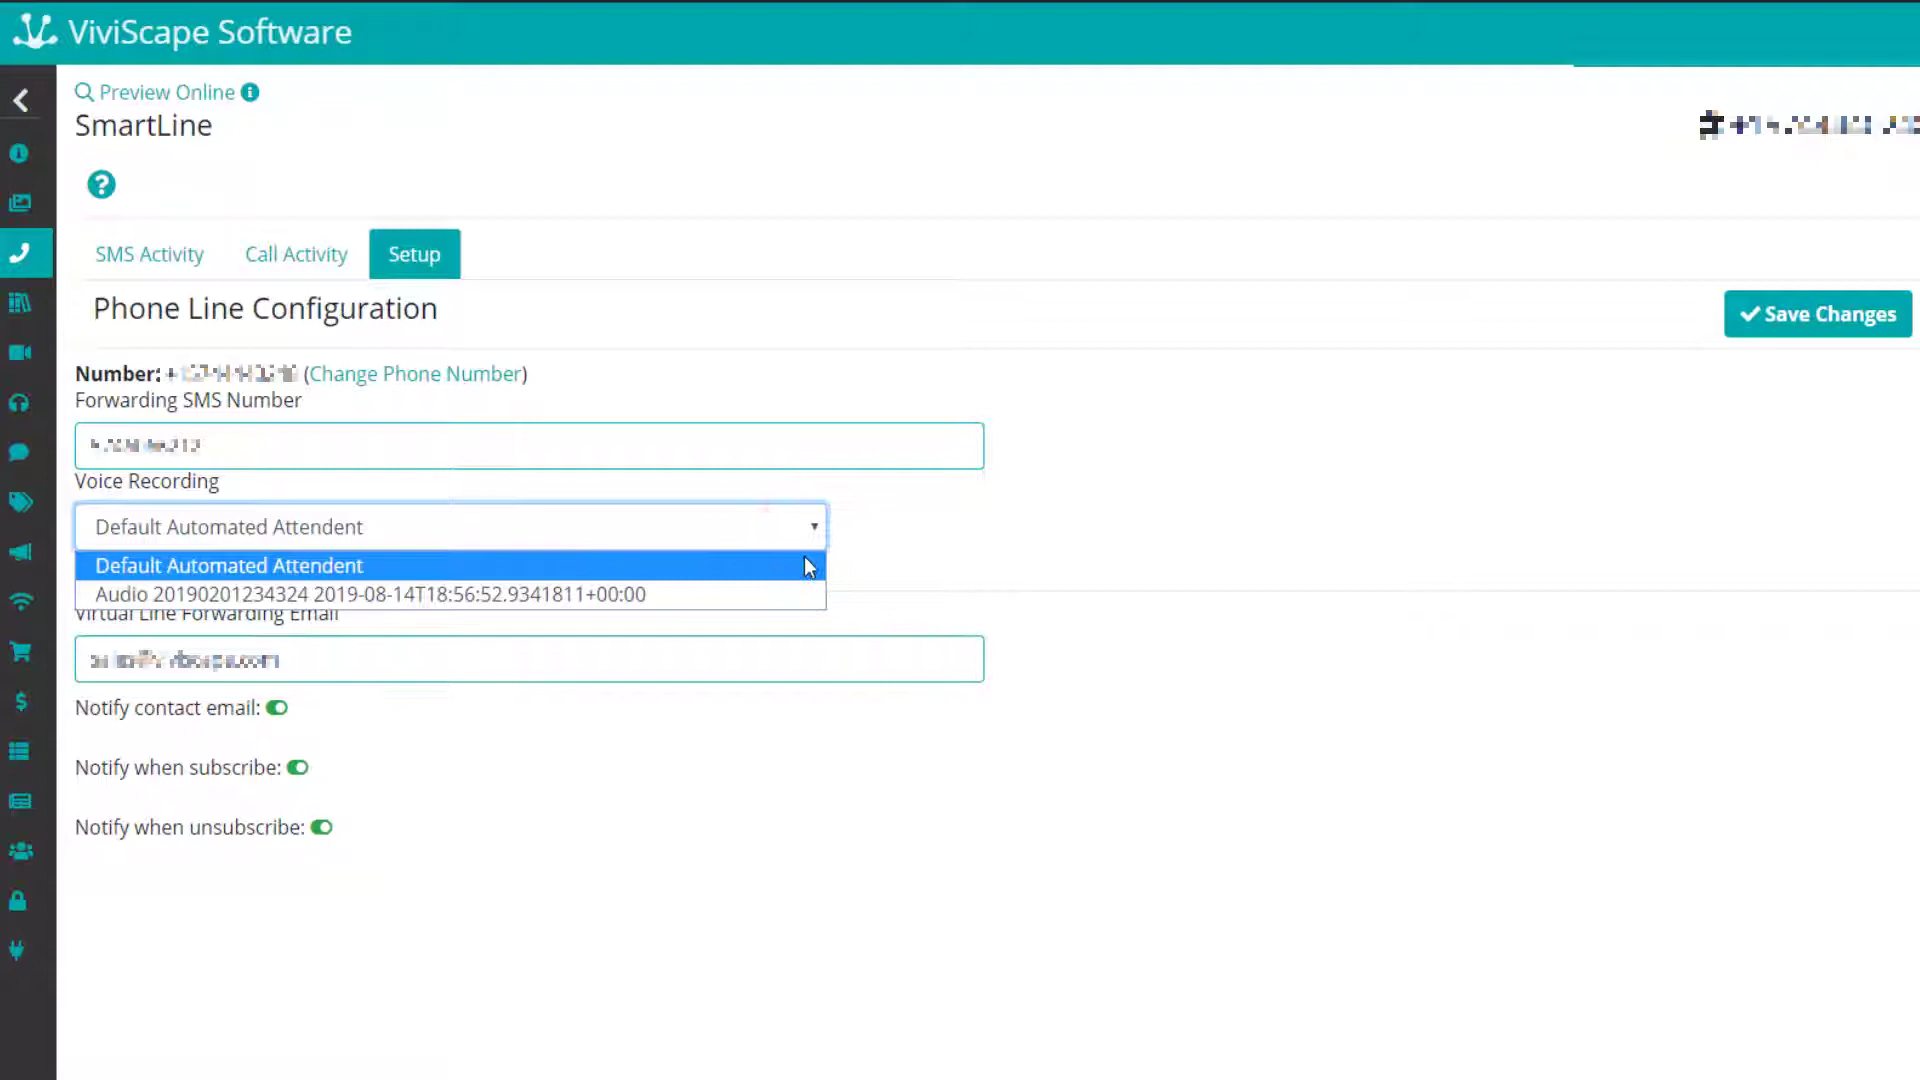 ViviScape Software
Preview Online
SmartLine
SMS Activity
Call Activity
Setup
Phone Line Configuration
Save Changes
Number: (Change Phone Number)
Forwarding SMS Number
Voice Recording
Default Automated Attendent
Default Automated Attendent
Audio 20190201234324 2019-08-14T18:56:52.9341811+00:00
Virtual Line Forwarding Email
Notify contact email:
Notify when subscribe:
Notify when unsubscribe: